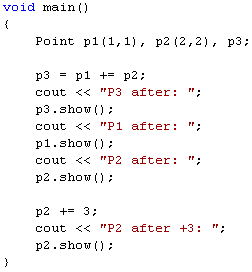 void main()
{
Point p1(1,1), p2(2,2), p3;
p3 = p1 += p2;
cout << "P3 after: ";
p3.show();
cout << "P1 after: ";
p1.show();
cout << "P2 after: ";
p2.show();
p2 += 3;
cout << "P2 after +3: ";
p2.show();
}